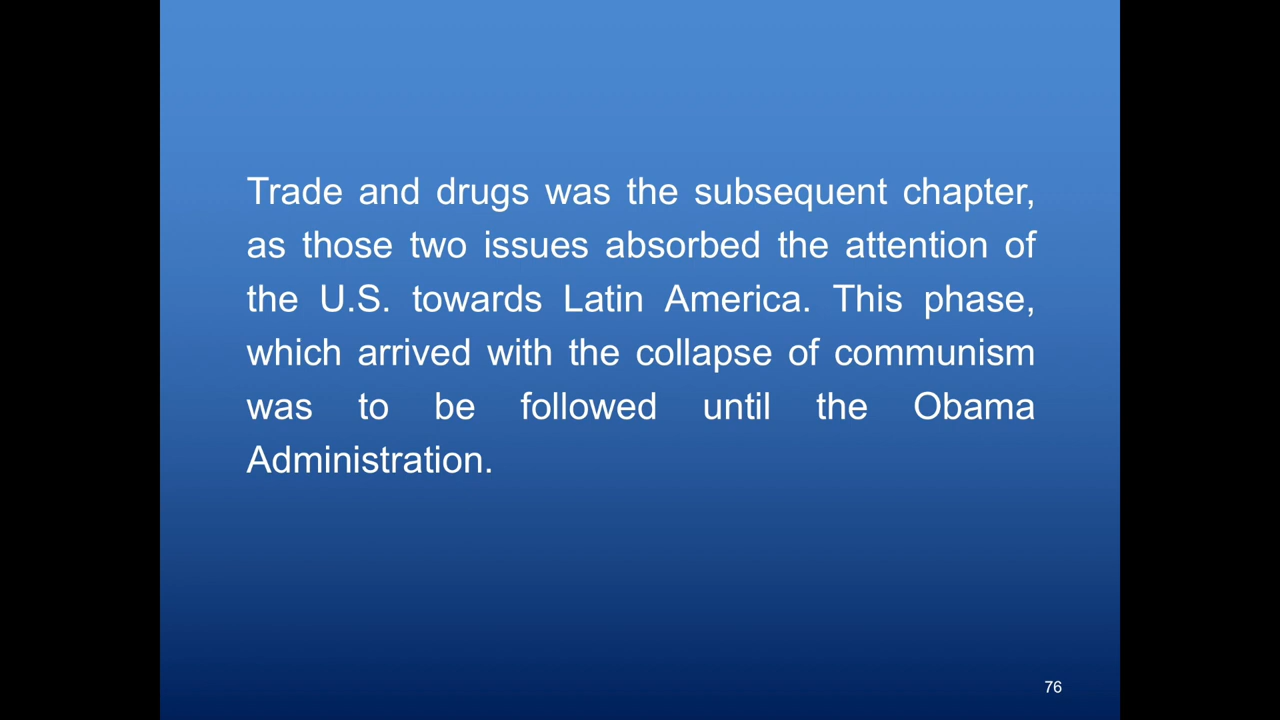 Trade and drugs was the subsequent chapter,
as those two issues absorbed the attention of
the U.S. towards Latin America. This phase,
which arrived with the collapse of communism
was to be followed until the Obama
Administration.
76